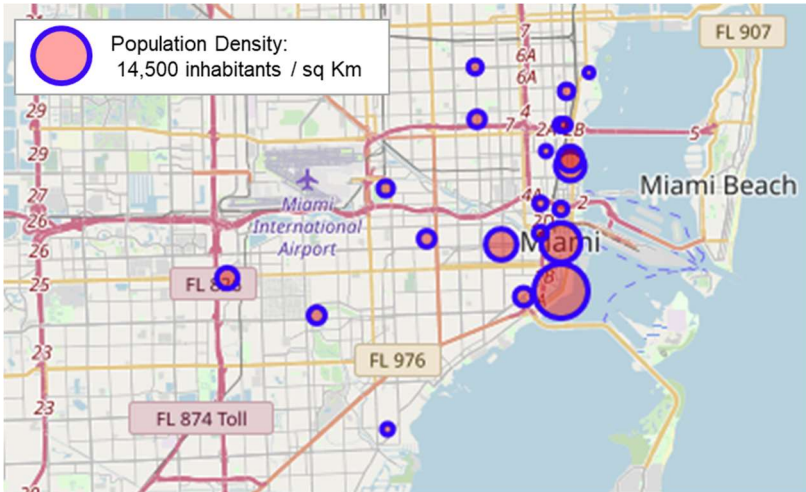 Population Density:
14,500 inhabitants / sq Km
FL 907
7
6A
6A
29
4
7
2A
2B
5
29
27
Miami Beach
4A
2
26
Miami
International
Airport
2D
Miami
26
25
FL 826
8
23
FL 976
23
FL 874 Toll